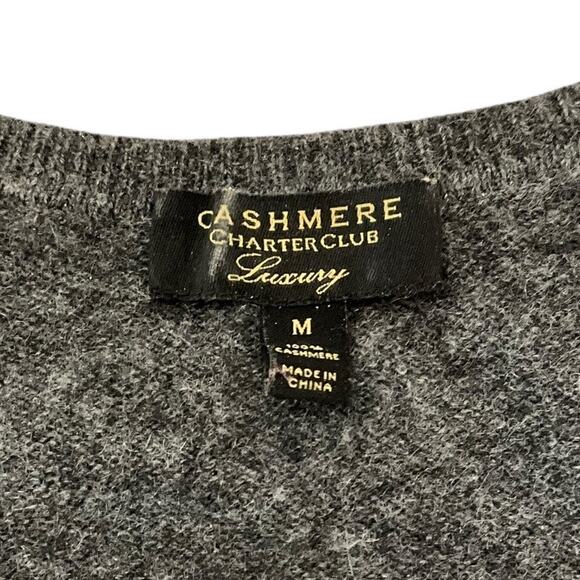 CASHMERE
CHARTER CLUB
Luxury
M
100%
CASHMERE
MADE IN
CHINA